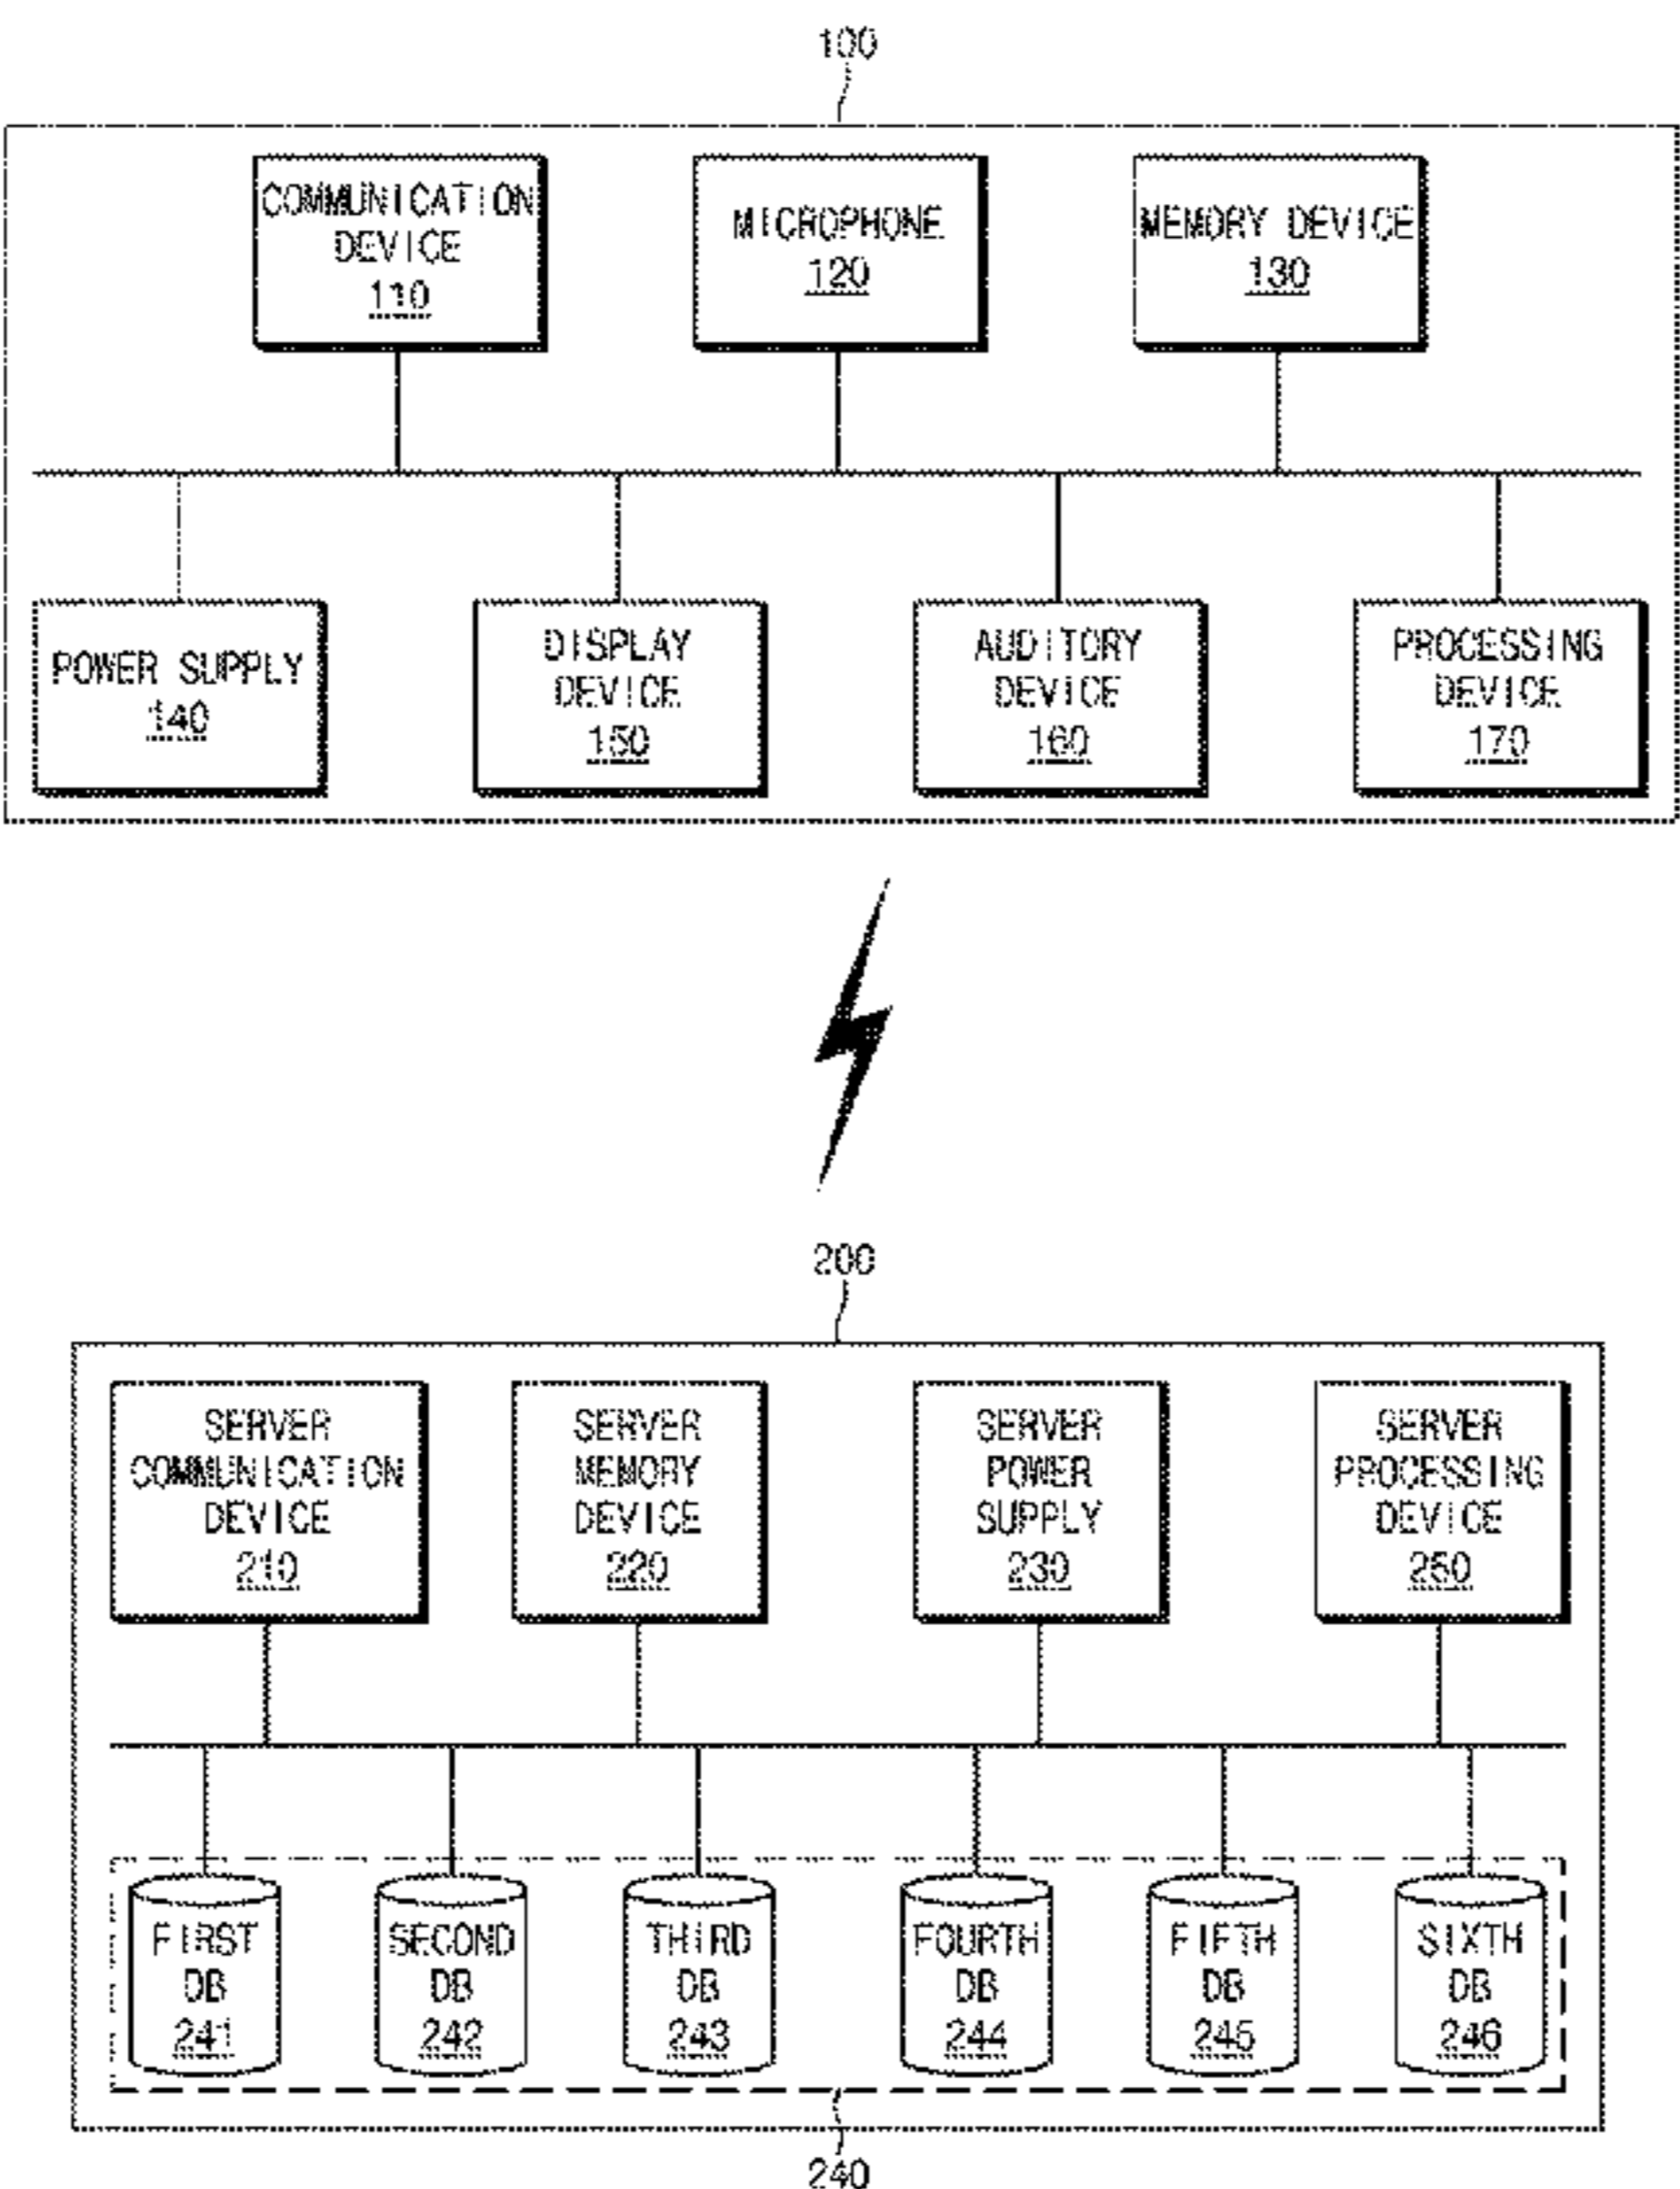 100
COMMUNICATION
DEVICE
110
MICROPHONE
120
MEMORY DEVICE
130
POWER SUPPLY
140
DISPLAY
DEVICE
150
AUDITORY
DEVICE
160
PROCESSING
DEVICE
170
200
SERVER
COMMUNICATION
DEVICE
210
SERVER
MEMORY
DEVICE
220
SERVER
POWER
SUPPLY
230
SERVER
PROCESSING
DEVICE
250
FIRST
DB
241
SECOND
DB
242
THIRD
DB
243
FOURTH
DB
244
FIFTH
DB
245
SIXTH
DB
246
240